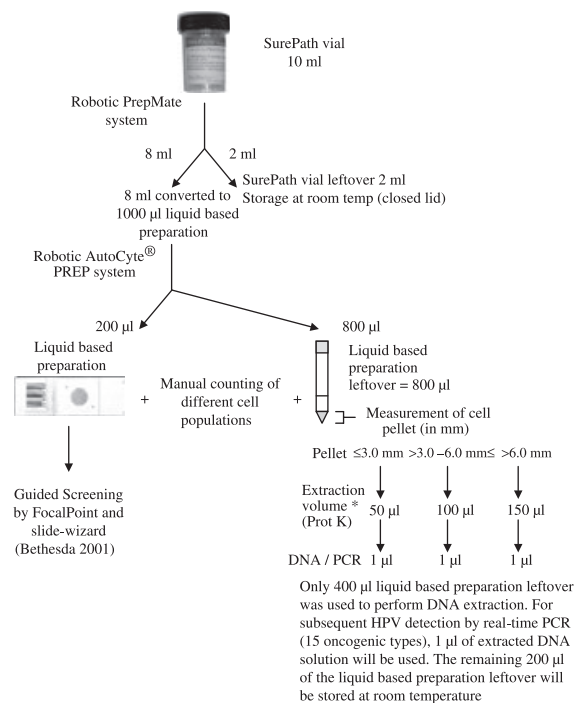 SurePath vial
10 ml
Robotic PrepMate
system
8 ml
2 ml
SurePath vial leftover 2 ml
Storage at room temp (closed lid)
8 ml converted to
1000 µl liquid based
preparation
Robotic AutoCyte®
PREP system
200 µl
800 µl
Liquid based
preparation
Liquid based
preparation
leftover = 800 µl
+
Manual counting of
different cell
populations
+
Measurement of cell
pellet (in mm)
Pellet ≤3.0 mm >3.0 –6.0 mm≤ >6.0 mm
Guided Screening
by FocalPoint and
slide-wizard
(Bethesda 2001)
Extraction
volume *
(Prot K)
50 µl 100 µl 150 µl
DNA / PCR 1 µl 1 µl 1 µl
Only 400 µl liquid based preparation leftover
was used to perform DNA extraction. For
subsequent HPV detection by real-time PCR
(15 oncogenic types), 1 µl of extracted DNA
solution will be used. The remaining 200 µl
of the liquid based preparation leftover will
be stored at room temperature